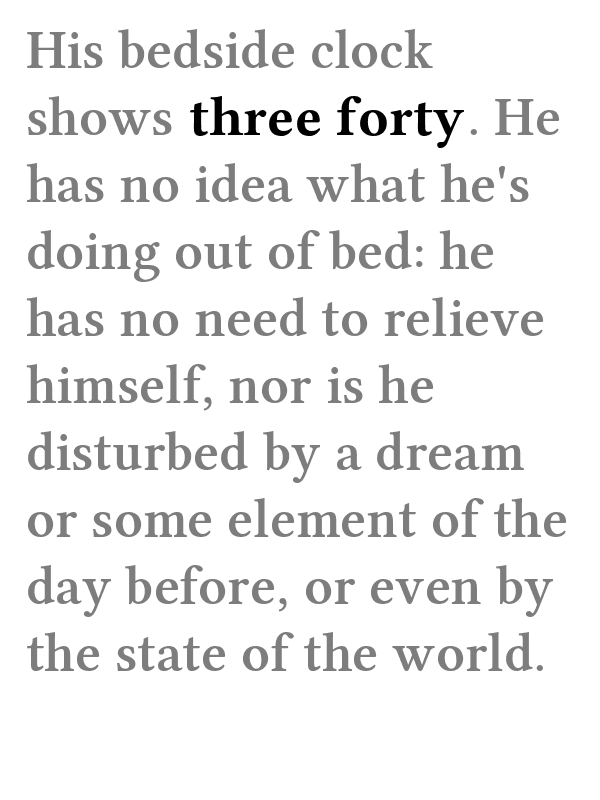 His bedside clock
shows three forty. He
has no idea what he's
doing out of bed: he
has no need to relieve
himself, nor is he
disturbed by a dream
or some element of the
day before, or even by
the state of the world.